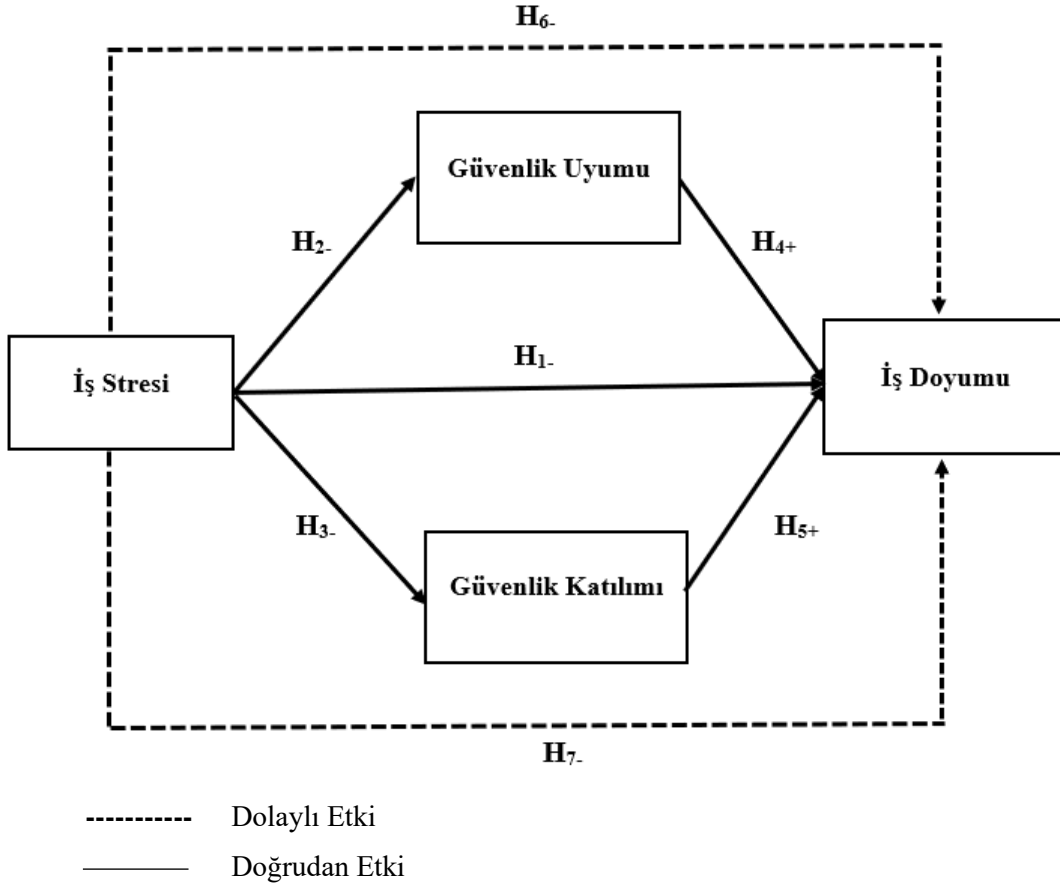 H6-
Güvenlik Uyumu
H2-
H4+
İş Stresi
H1-
İş Doyumu
H3-
H5+
Güvenlik Katılımı
H7-
Dolaylı Etki
Doğrudan Etki